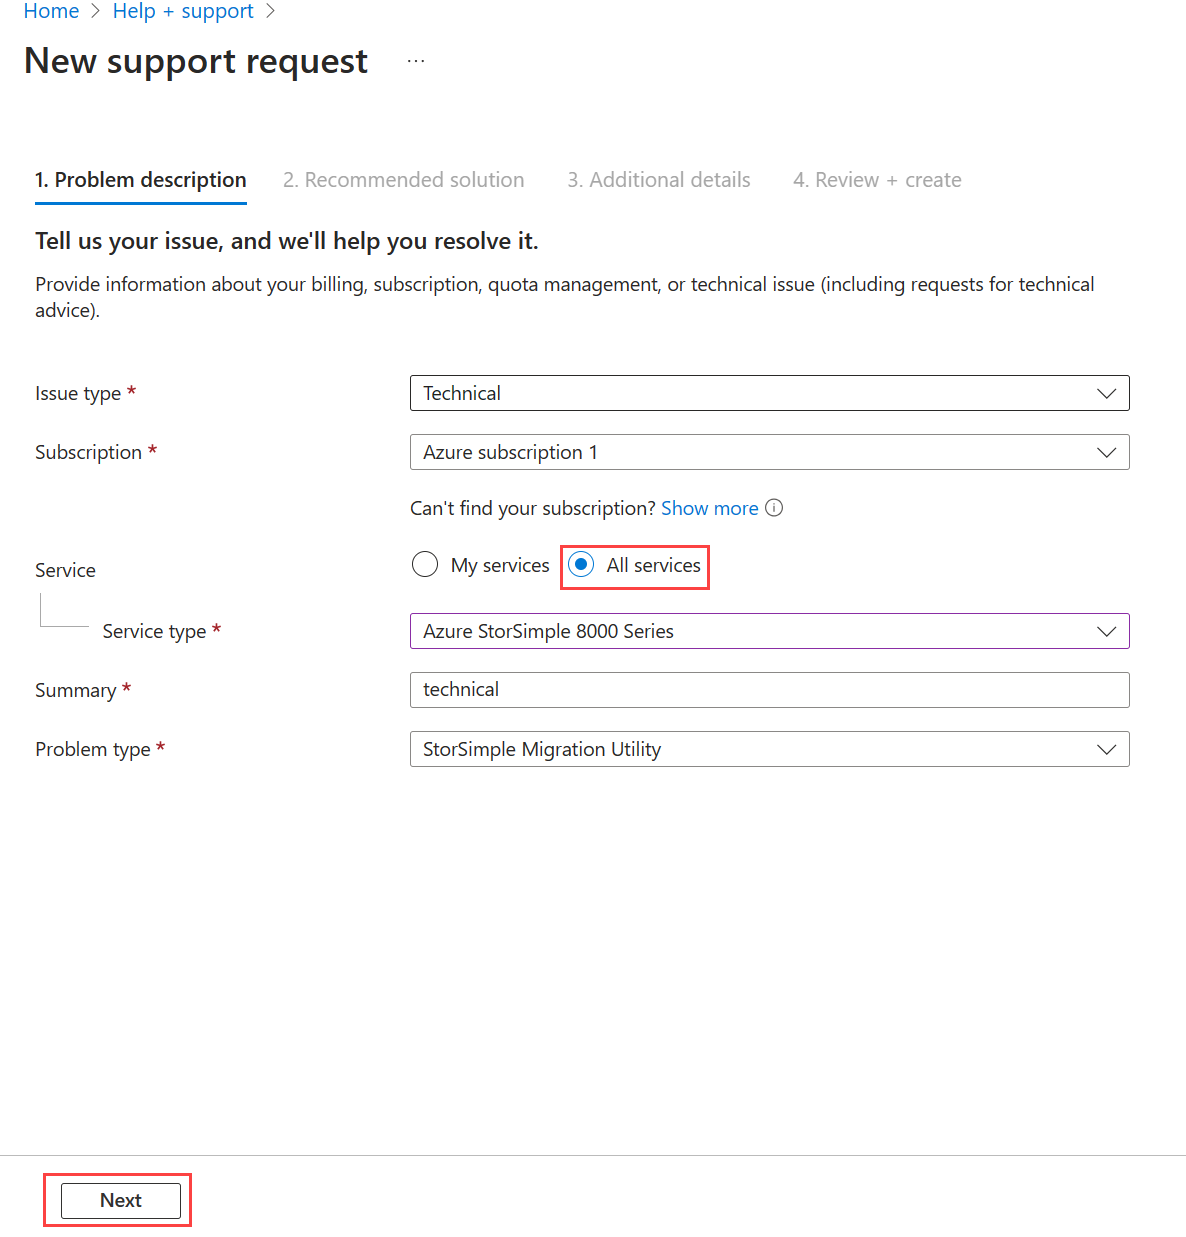 Home > Help + support >
New support request ...
1. Problem description 2. Recommended solution 3. Additional details 4. Review + create
Tell us your issue, and we'll help you resolve it.
Provide information about your billing, subscription, quota management, or technical issue (including requests for technical
advice).
Issue type * Technical
Subscription * Azure subscription 1
Can't find your subscription? Show more
Service My services All services
Service type * Azure StorSimple 8000 Series
Summary * technical
Problem type * StorSimple Migration Utility
Next